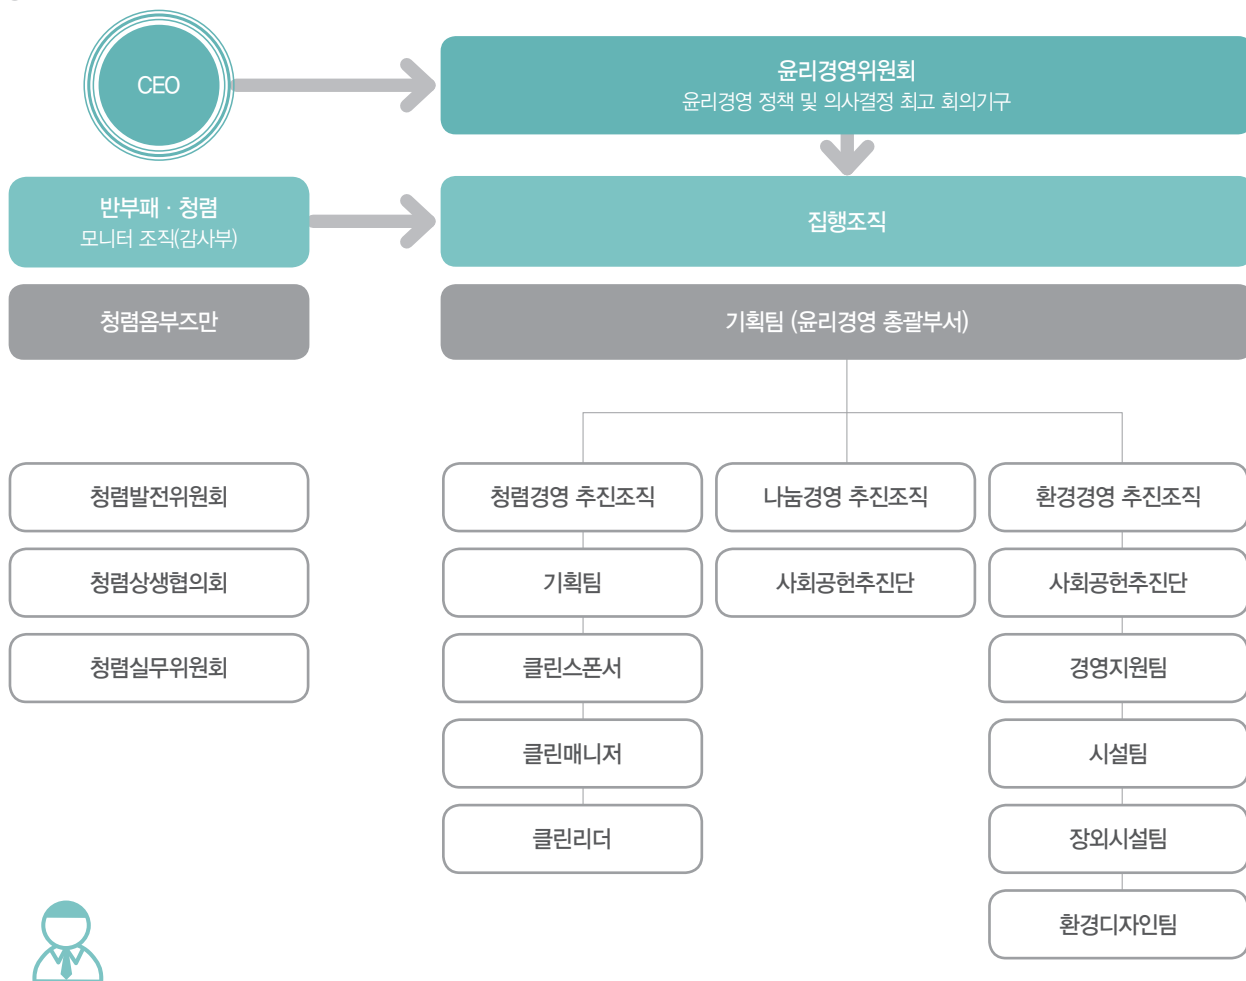 CEO
윤리경영위원회
윤리경영 정책 및 의사결정 최고 회의기구
반부패 · 청렴
모니터 조직(감사부)
집행조직
청렴옴부즈만
기획팀 (윤리경영 총괄부서)
청렴발전위원회
청렴경영 추진조직
나눔경영 추진조직
환경경영 추진조직
청렴상생협의회
기획팀
사회공헌추진단
사회공헌추진단
청렴실무위원회
클린스폰서
경영지원팀
클린매니저
시설팀
클린리더
장외시설팀
환경디자인팀